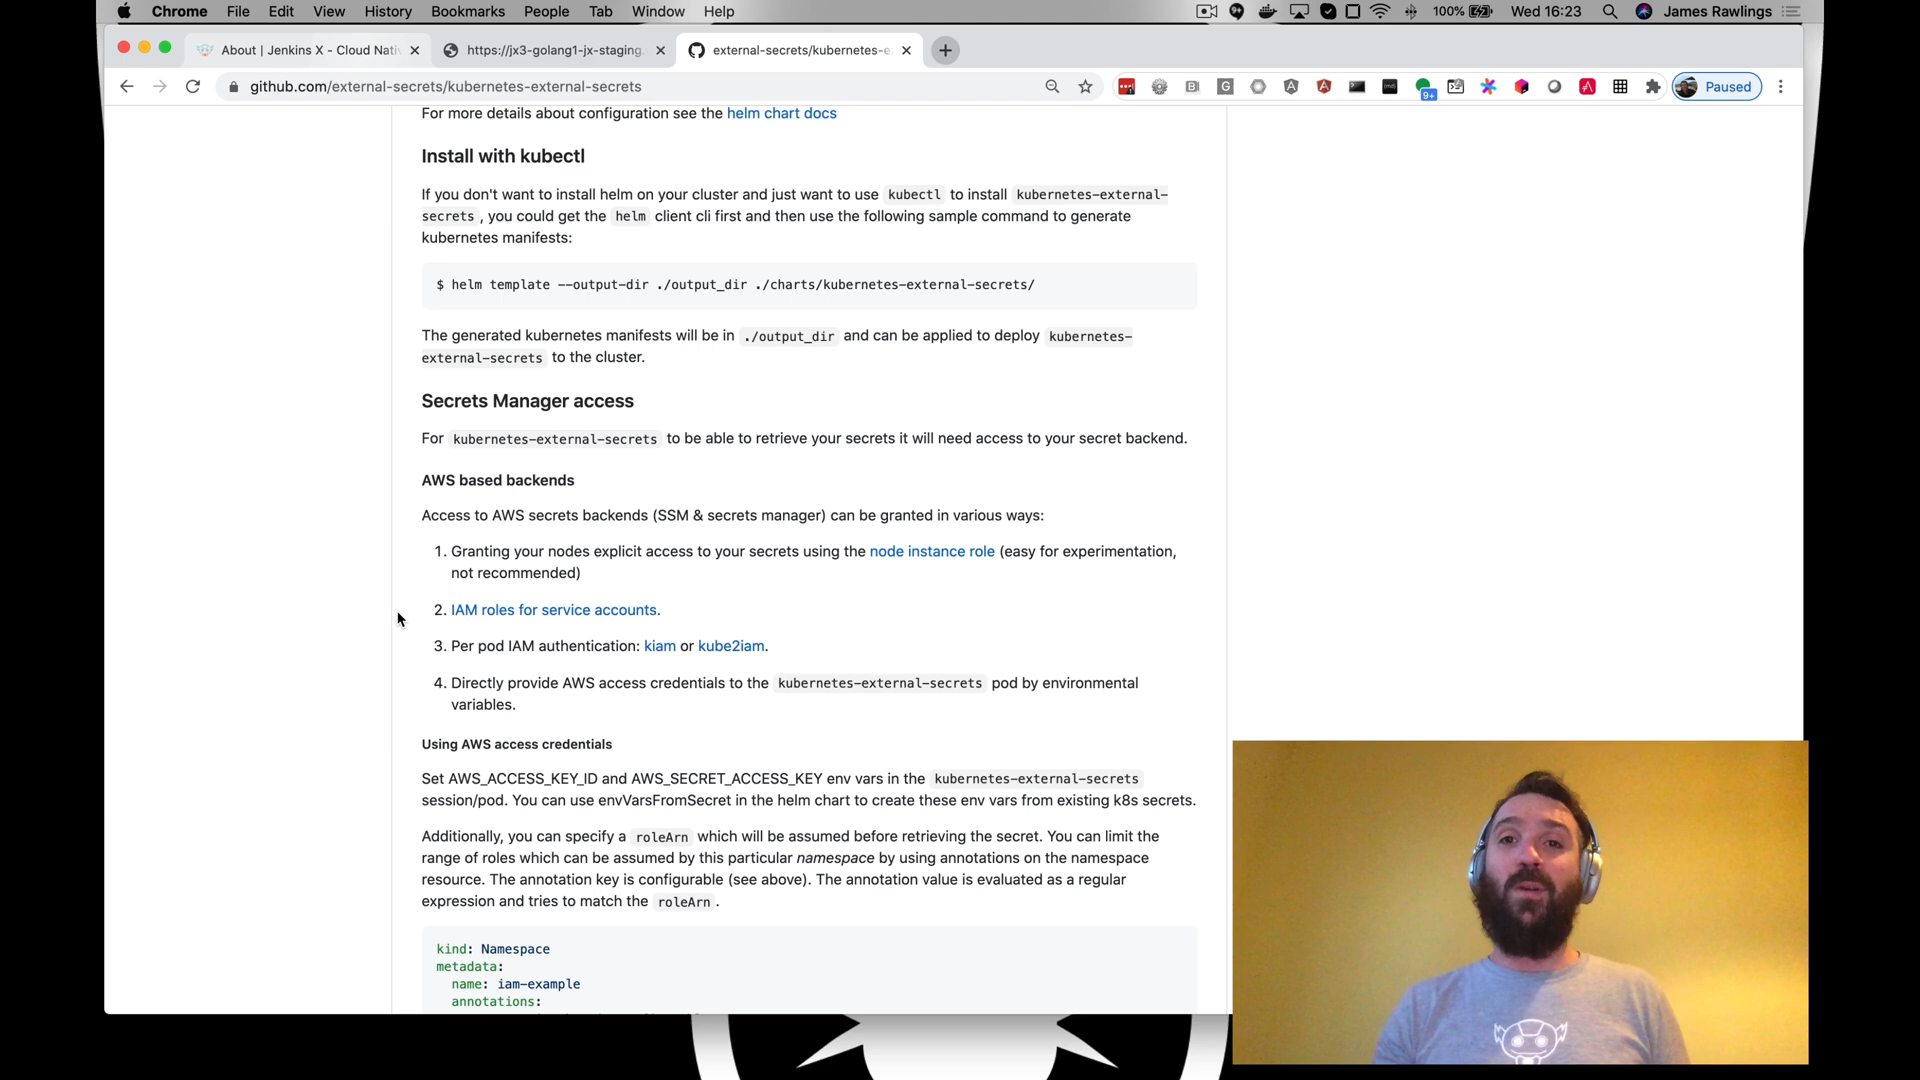 Chrome File Edit View History Bookmarks People Tab Window Help 100% Wed 16:23 James Rawlings
About | Jenkins X - Cloud Nati
https://jx3-golang1-jx-staging.
external-secrets/kubernetes-e
github.com/external-secrets/kubernetes-external-secrets
9+
Paused
For more details about configuration see the helm chart docs
Install with kubectl
If you don't want to install helm on your cluster and just want to use kubectl to install kubernetes-external-
secrets , you could get the helm client cli first and then use the following sample command to generate
kubernetes manifests:
$ helm template --output-dir ./output_dir ./charts/kubernetes-external-secrets/
The generated kubernetes manifests will be in ./output_dir and can be applied to deploy kubernetes-
external-secrets to the cluster.
Secrets Manager access
For kubernetes-external-secrets to be able to retrieve your secrets it will need access to your secret backend.
AWS based backends
Access to AWS secrets backends (SSM & secrets manager) can be granted in various ways:
1. Granting your nodes explicit access to your secrets using the node instance role (easy for experimentation,
not recommended)
2. IAM roles for service accounts.
3. Per pod IAM authentication: kiam or kube2iam.
4. Directly provide AWS access credentials to the kubernetes-external-secrets pod by environmental
variables.
Using AWS access credentials
Set AWS_ACCESS_KEY_ID and AWS_SECRET_ACCESS_KEY env vars in the kubernetes-external-secrets
session/pod. You can use envVarsFromSecret in the helm chart to create these env vars from existing k8s secrets.
Additionally, you can specify a roleArn which will be assumed before retrieving the secret. You can limit the
range of roles which can be assumed by this particular namespace by using annotations on the namespace
resource. The annotation key is configurable (see above). The annotation value is evaluated as a regular
expression and tries to match the roleArn .
kind: Namespace
metadata:
name: iam-example
annotations: